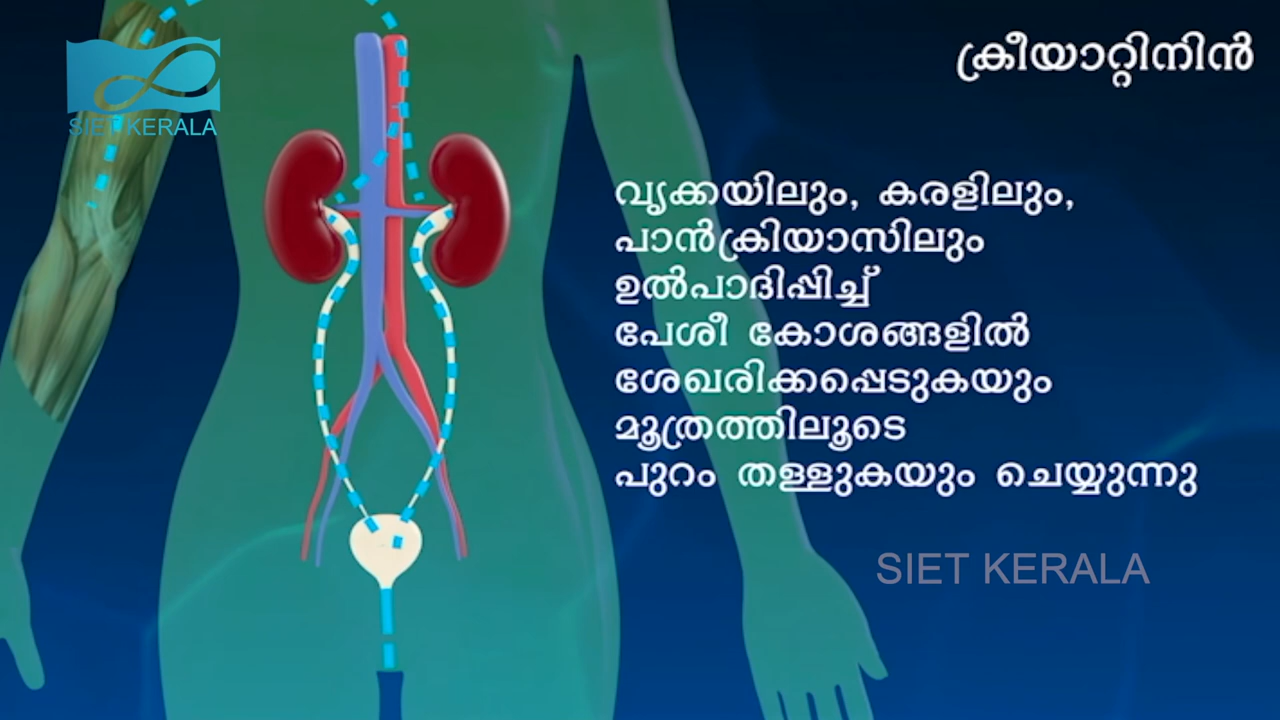 ക്രീയാറ്റിനിൻ
SIET KERALA
വൃക്കയിലും, കരളിലും,
പാൻക്രിയാസിലും
ഉൽപാദിപ്പിച്ച്
പേശീ കോശങ്ങളിൽ
ശേഖരിക്കപ്പെടുകയും
മൂത്രത്തിലൂടെ
പുറം തള്ളുകയും ചെയ്യുന്നു
SIET KERALA